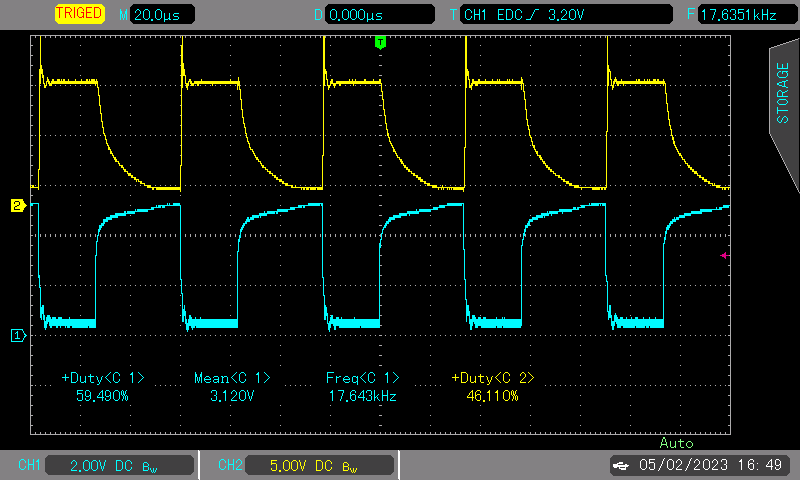 TRIGED M 20.0μs D 0.000μs T CH1 EDC 3.20V F 17.6351kHz
T
STORAGE
2
1
+Duty<C 1> Mean<C 1> Freq<C 1> +Duty<C 2>
59.490% 3.120V 17.643kHz 46.110%
Auto
CH1 2.00V DC BW CH2 5.00V DC BW 05/02/2023 16:49